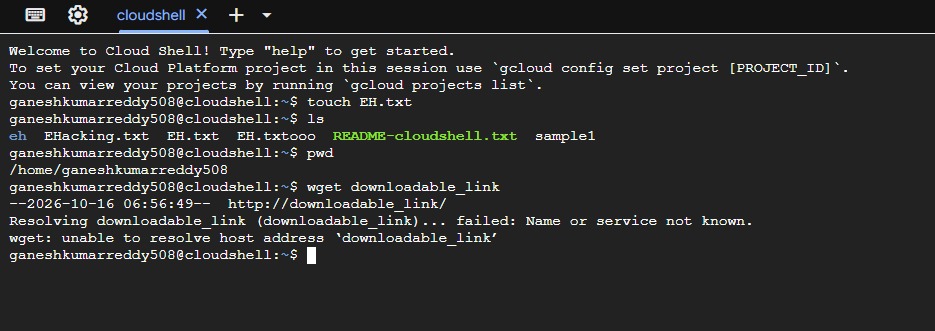 cloudshell
Welcome to Cloud Shell! Type "help" to get started.
To set your Cloud Platform project in this session use `gcloud config set project [PROJECT_ID]`.
You can view your projects by running `gcloud projects list`.
ganeshkumarreddy508@cloudshell:~$ touch EH.txt
ganeshkumarreddy508@cloudshell:~$ ls
eh  EHacking.txt  EH.txt  EH.txtooo  README-cloudshell.txt  sample1
ganeshkumarreddy508@cloudshell:~$ pwd
/home/ganeshkumarreddy508
ganeshkumarreddy508@cloudshell:~$ wget downloadable_link
--2026-10-16 06:56:49--  http://downloadable_link/
Resolving downloadable_link (downloadable_link)... failed: Name or service not known.
wget: unable to resolve host address ‘downloadable_link’
ganeshkumarreddy508@cloudshell:~$